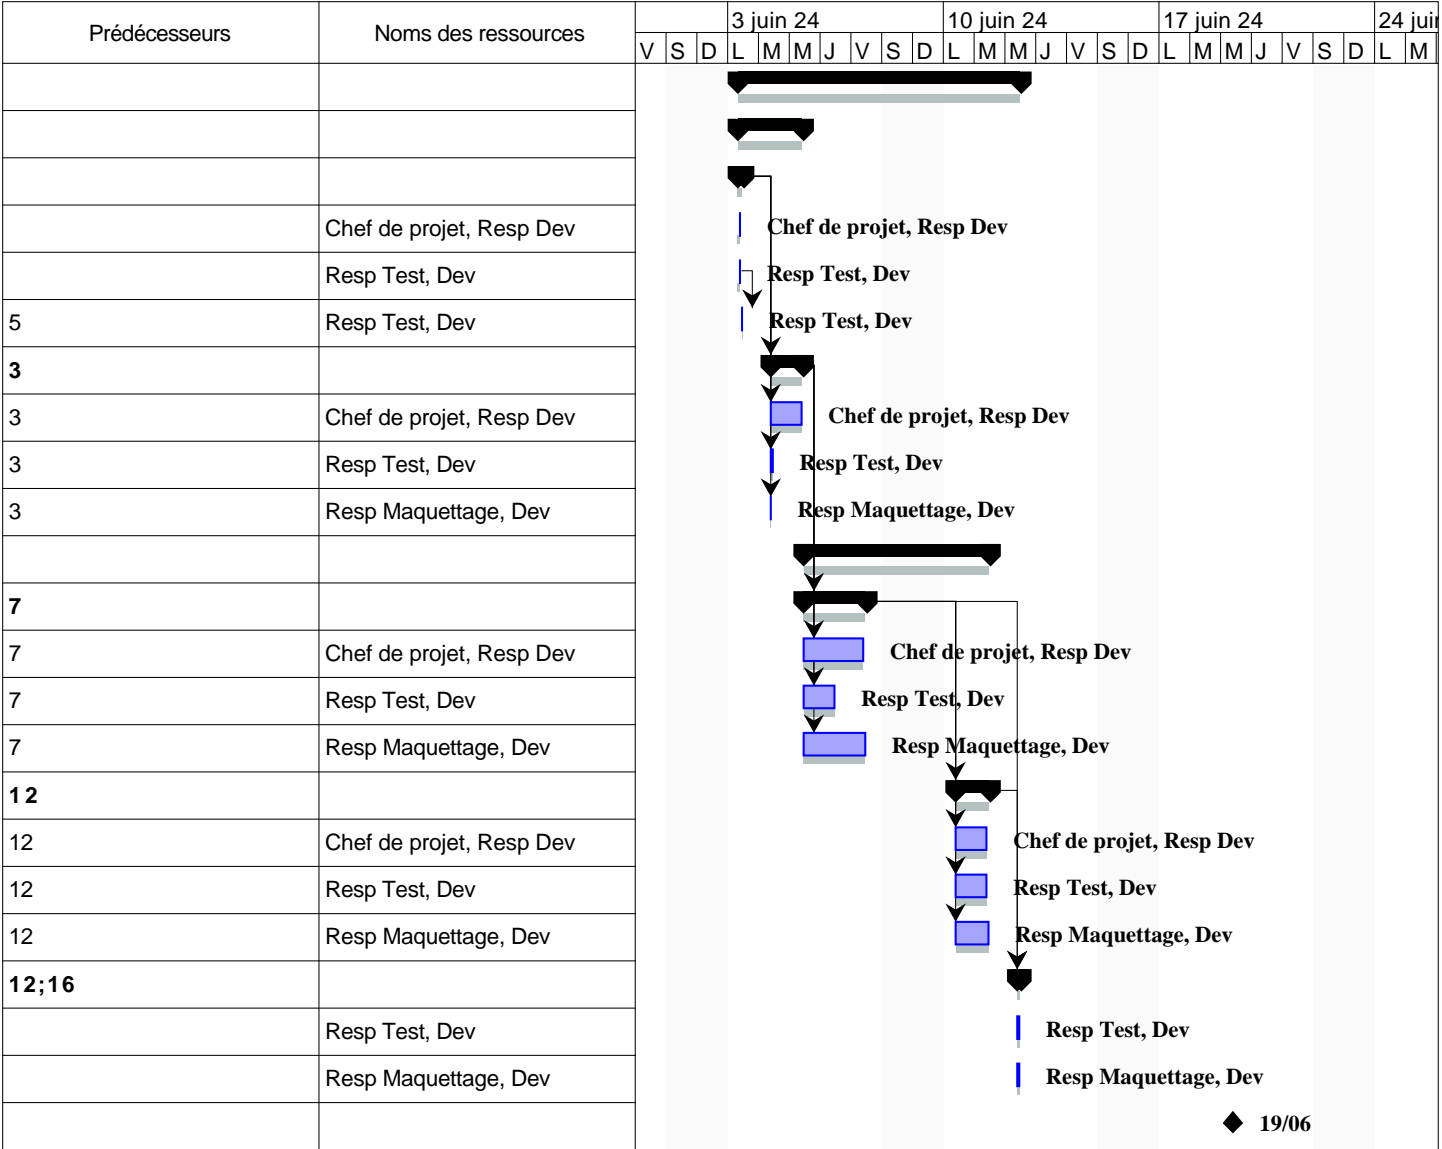 Prédécesseurs Noms des ressources 3 juin 24 10 juin 24 17 juin 24 24 juin
V S D L M M J V S D L M M J V S D L M M J V S D L M
Chef de projet, Resp Dev Chef de projet, Resp Dev
Resp Test, Dev Resp Test, Dev
5 Resp Test, Dev Resp Test, Dev
3
3 Chef de projet, Resp Dev Chef de projet, Resp Dev
3 Resp Test, Dev Resp Test, Dev
3 Resp Maquettage, Dev Resp Maquettage, Dev
7
7 Chef de projet, Resp Dev Chef de projet, Resp Dev
7 Resp Test, Dev Resp Test, Dev
7 Resp Maquettage, Dev Resp Maquettage, Dev
12
12 Chef de projet, Resp Dev Chef de projet, Resp Dev
12 Resp Test, Dev Resp Test, Dev
12 Resp Maquettage, Dev Resp Maquettage, Dev
12;16
Resp Test, Dev Resp Test, Dev
Resp Maquettage, Dev Resp Maquettage, Dev
19/06